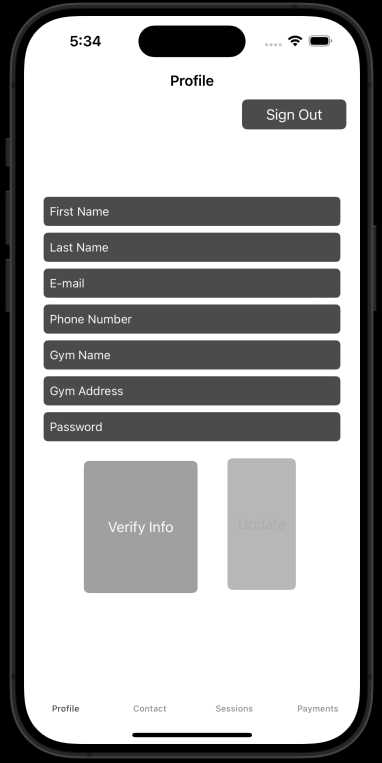 5:34
Profile
Sign Out
First Name
Last Name
E-mail
Phone Number
Gym Name
Gym Address
Password
Verify Info
Update
Profile
Contact
Sessions
Payments